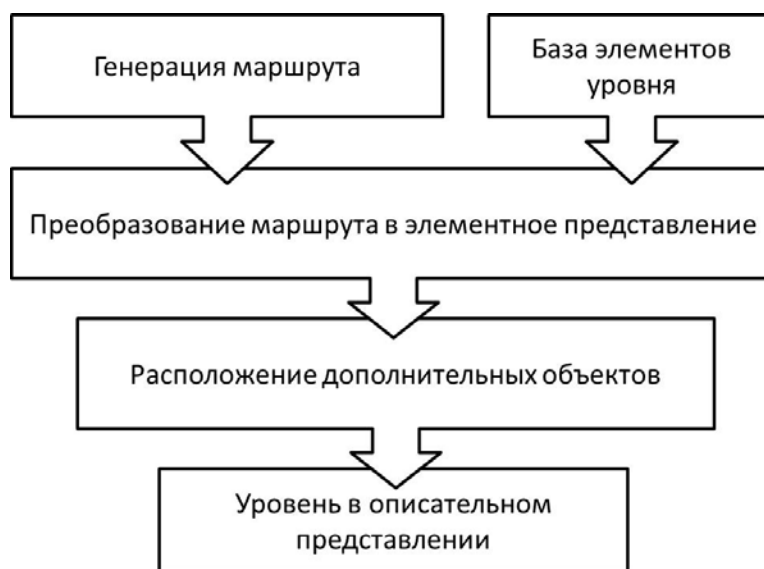 Генерация маршрута
База элементов
уровня
Преобразование маршрута в элементное представление
Расположение дополнительных объектов
Уровень в описательном
представлении